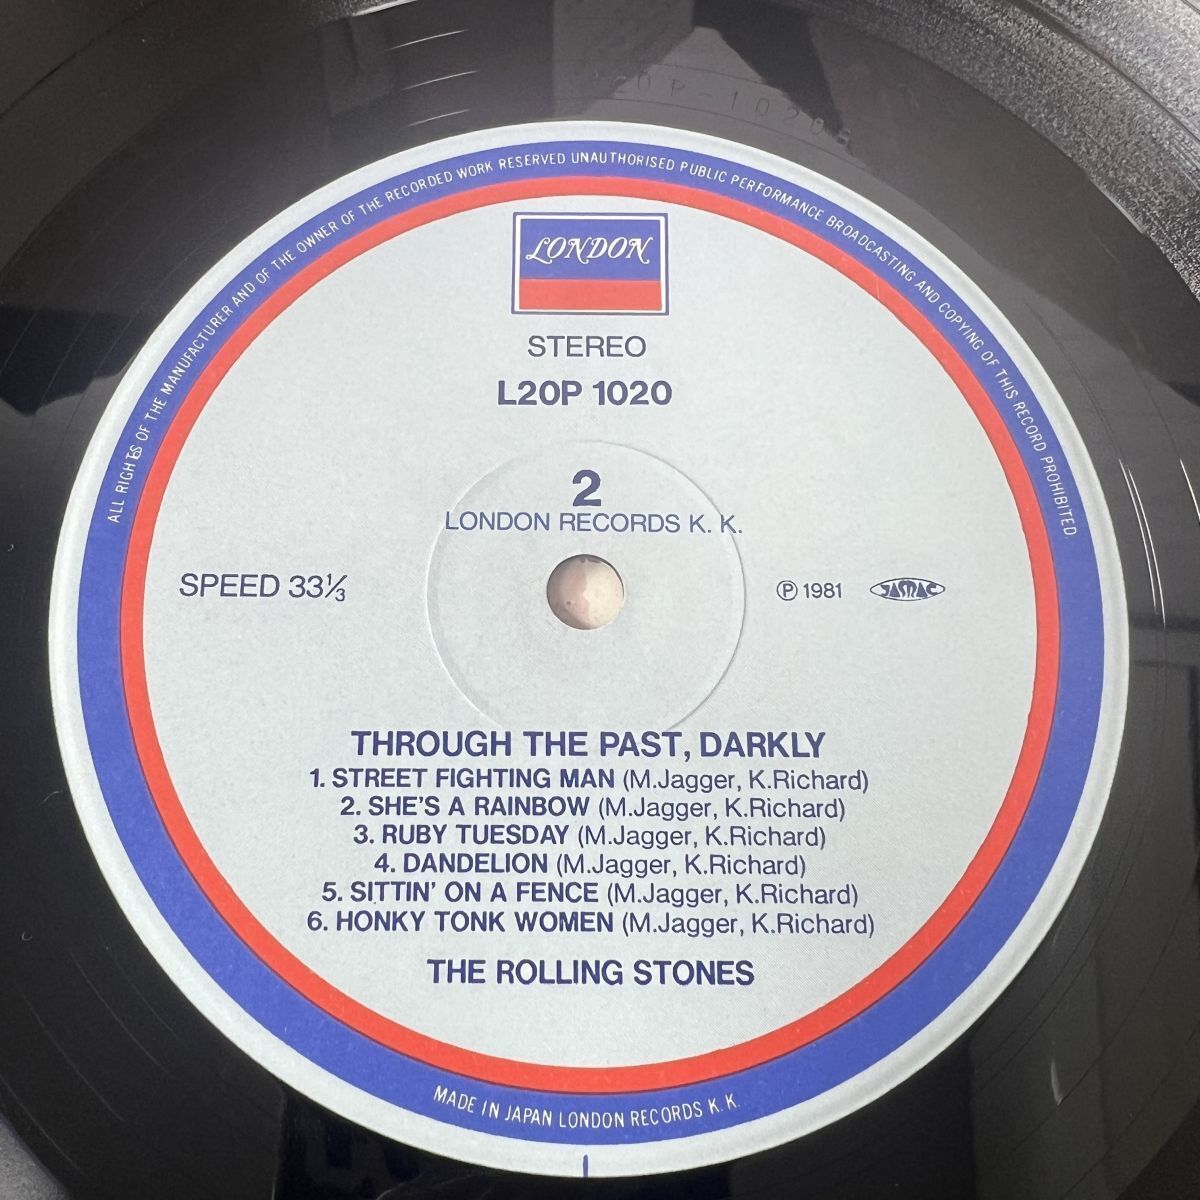 ALL RIGHTS OF THE MANUFACTURER AND OF THE OWNER OF THE RECORDED WORK RESERVED UNAUTHORISED PUBLIC PERFORMANCE BROADCASTING AND COPYING OF THIS RECORD PROHIBITED.
LONDON
STEREO
L20P 1020
2
LONDON RECORDS K. K.
SPEED 33⅓
Ⓟ 1981 JASRAC
THROUGH THE PAST, DARKLY
1. STREET FIGHTING MAN (M.Jagger, K.Richard)
2. SHE'S A RAINBOW (M.Jagger, K.Richard)
3. RUBY TUESDAY (M.Jagger, K.Richard)
4. DANDELION (M.Jagger, K.Richard)
5. SITTIN' ON A FENCE (M.Jagger, K.Richard)
6. HONKY TONK WOMEN (M.Jagger, K.Richard)
THE ROLLING STONES
MADE IN JAPAN LONDON RECORDS K. K.